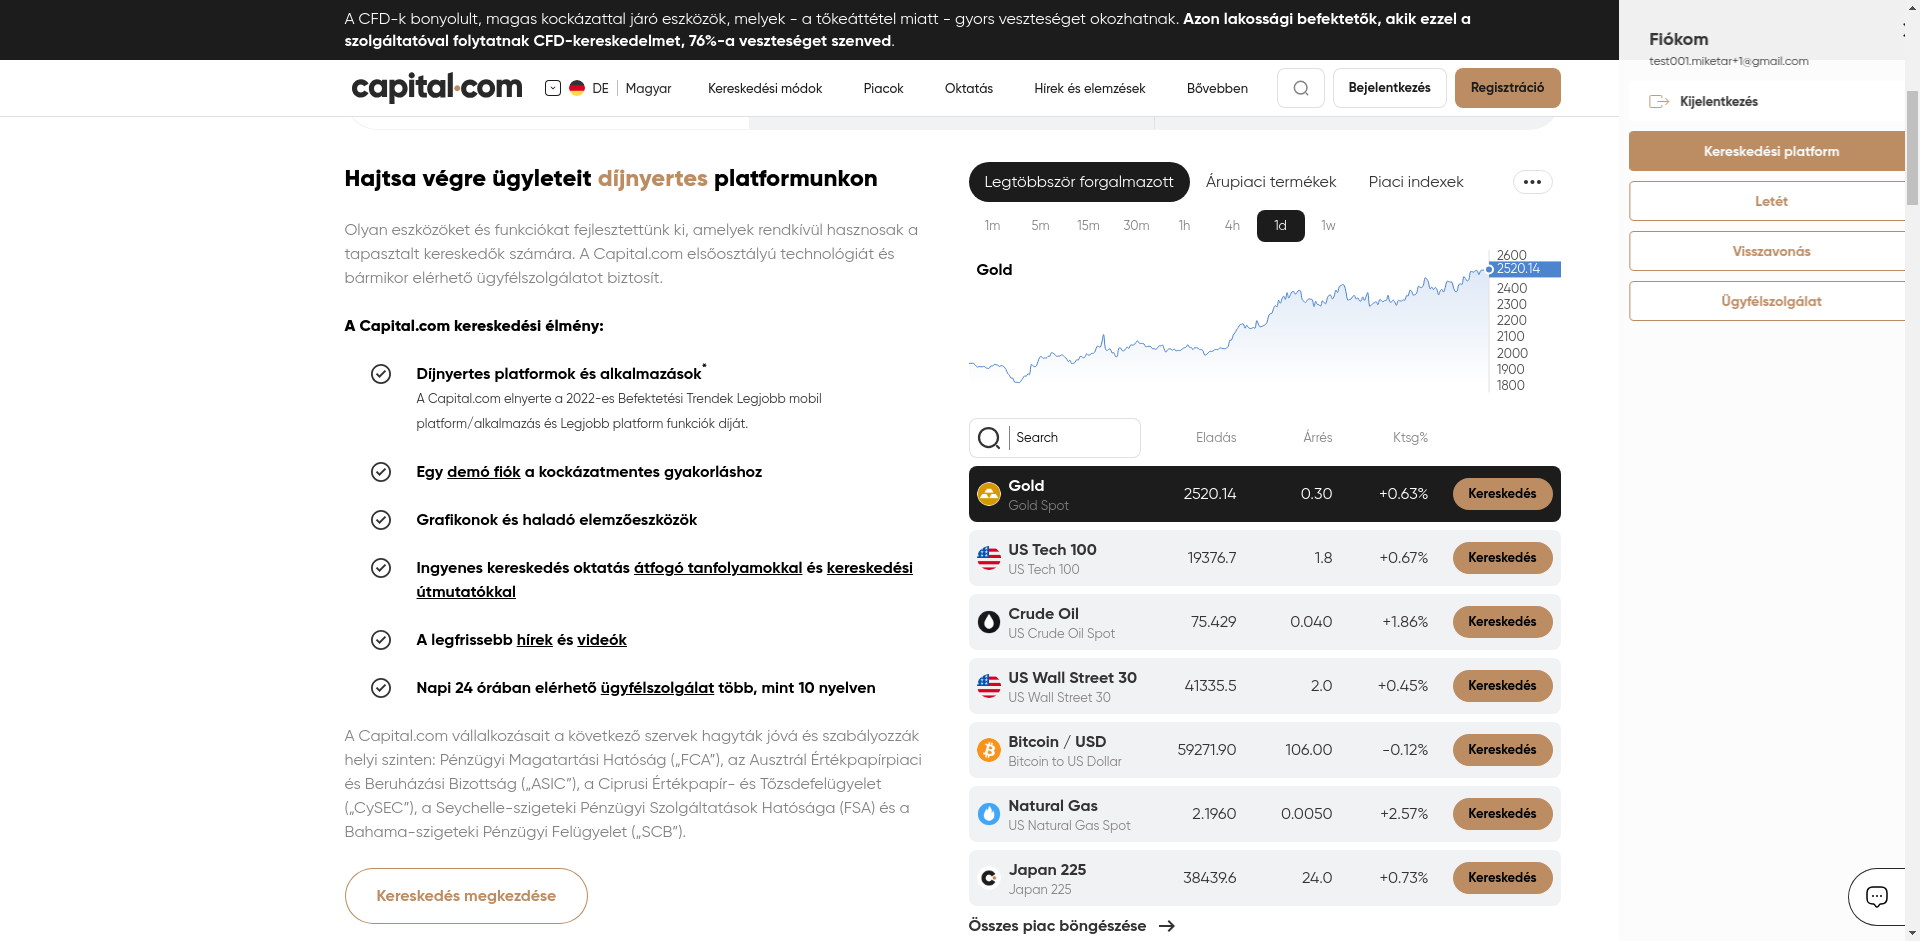 A CFD-k bonyolult, magas kockázattal járó eszközök, melyek - a tőkeáttétel miatt - gyors veszteséget okozhatnak. Azon lakossági befektetők, akik ezzel a
szolgáltatóval folytatnak CFD-kereskedelmet, 76%-a veszteséget szenved.
capital.com
DE
Magyar
Kereskedési módok
Piacok
Oktatás
Hírek és elemzések
Bővebben
Bejelentkezés
Regisztráció
Hajtsa végre ügyleteit díjnyertes platformunkon
Olyan eszközöket és funkciókat fejlesztettünk ki, amelyek rendkívül hasznosak a
tapasztalt kereskedők számára. A Capital.com elsőosztályú technológiát és
bármikor elérhető ügyfélszolgálatot biztosít.
A Capital.com kereskedési élmény:
Díjnyertes platformok és alkalmazások*
A Capital.com elnyerte a 2022-es Befektetési Trendek Legjobb mobil
platform/alkalmazás és Legjobb platform funkciók díját.
Egy demó fiók a kockázatmentes gyakorláshoz
Grafikonok és haladó elemzőeszközök
Ingyenes kereskedés oktatás átfogó tanfolyamokkal és kereskedési
útmutatókkal
A legfrissebb hírek és videók
Napi 24 órában elérhető ügyfélszolgálat több, mint 10 nyelven
A Capital.com vállalkozásait a következő szervek hagyták jóvá és szabályozzák
helyi szinten: Pénzügyi Magatartási Hatóság („FCA”), az Ausztrál Értékpapírpiaci
és Beruházási Bizottság („ASIC”), a Ciprusi Értékpapír- és Tőzsdefelügyelet
(„CySEC”), a Seychelle-szigeteki Pénzügyi Szolgáltatások Hatósága (FSA) és a
Bahama-szigeteki Pénzügyi Felügyelet („SCB”).
Kereskedés megkezdése
Legtöbbször forgalmazott
Árupiaci termékek
Piaci indexek
1m 5m 15m 30m 1h 4h 1d 1w
Gold
2600
2520.14
2400
2300
2200
2100
2000
1900
1800
Search Eladás Árrés Ktsg%
Gold 2520.14 0.30 +0.63% Kereskedés
Gold Spot
US Tech 100 19376.7 1.8 +0.67% Kereskedés
US Tech 100
Crude Oil 75.429 0.040 +1.86% Kereskedés
US Crude Oil Spot
US Wall Street 30 41335.5 2.0 +0.45% Kereskedés
US Wall Street 30
Bitcoin / USD 59271.90 106.00 -0.12% Kereskedés
Bitcoin to US Dollar
Natural Gas 2.1960 0.0050 +2.57% Kereskedés
US Natural Gas Spot
Japan 225 38439.6 24.0 +0.73% Kereskedés
Japan 225
Összes piac böngészése
Fiókom
test001.miketar+1@gmail.com
Kijelentkezés
Kereskedési platform
Letét
Visszavonás
Ügyfélszolgálat